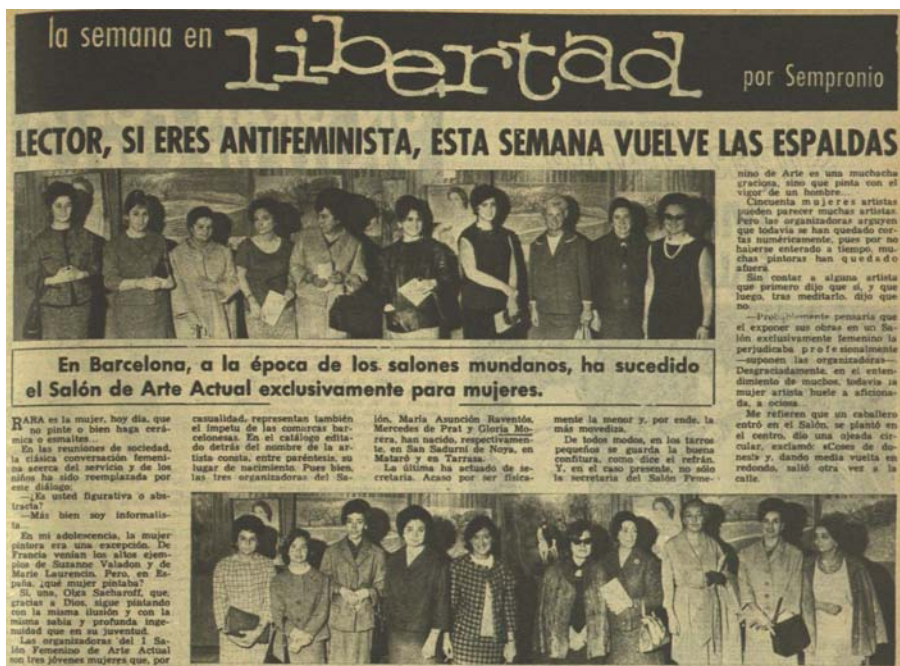 la semana en libertad por Sempronio
LECTOR, SI ERES ANTIFEMINISTA, ESTA SEMANA VUELVE LAS ESPALDAS
En Barcelona, a la época de los salones mundanos, ha sucedido
el Salón de Arte Actual exclusivamente para mujeres.
RARA es la mujer, hoy día, que
no pinte o bien haga cerá-
mica o esmaltes...
En las reuniones de sociedad,
la clásica conversación femeni-
na acerca del servicio y de los
niños ha sido reemplazada por
este diálogo:
—¿Es usted figurativa o abs-
tracta?
—Más bien soy informalis-
ta...
En mi adolescencia, la mujer
pintora era una excepción. De
Francia venían los altos ejem-
plos de Suzanne Valadon y de
Marie Laurencin. Pero, en Es-
paña, ¿qué mujer pintaba?
Sí, una, Olga Sacharoff, que,
gracias a Dios, sigue pintando
con la misma ilusión y con la
misma sabia y profunda inge-
nuidad que en su juventud.
Las organizadoras del I Sa-
lón Femenino de Arte Actual
son tres jóvenes mujeres que, por
casualidad, representan también
el ímpetu de las comarcas bar-
celonesas. En el catálogo edita-
do detrás del nombre de la ar-
tista consta, entre paréntesis, su
lugar de nacimiento. Pues bien,
las tres organizadoras del Sa-
lón, María Asunción Raventós,
Mercedes de Prat y Gloria Mo-
rera, han nacido, respectivamen-
te, en San Sadurní de Noya, en
Mataró y en Tarrasa.
La última ha actuado de se-
cretaria. Acaso por ser física-
mente la menor y, por ende, la
más movediza.
De todos modos, en los tarros
pequeños se guarda la buena
confitura, como dice el refrán.
Y, en el caso presente, no sólo
la secretaria del Salón Feme-
nino de Arte es una muchacha
graciosa, sino que pinta con el
vigor de un hombre...
Cincuenta mujeres artistas
pueden parecer muchas artistas.
Pero las organizadoras arguyen
que todavía se han quedado cor-
tas numéricamente, pues por no
haberse enterado a tiempo, mu-
chas pintoras han quedado
afuera.
Sin contar a alguna artista
que primero dijo que sí, y que
luego, tras meditarlo, dijo que
no.
—Probablemente pensaría que
el exponer sus obras en un Sa-
lón exclusivamente femenino la
perjudicaba profesionalmente
—suponen las organizadoras—.
Desgraciadamente, en el enten-
dimiento de muchos, todavía la
mujer artista huele a aficiona-
da, a ociosa...
Me refieren que un caballero
entró en el Salón, se plantó en
el centro, dio una ojeada cir-
cular, exclamó: «Coses de do-
nes!» y, dando media vuelta en
redondo, salió otra vez a la
calle.